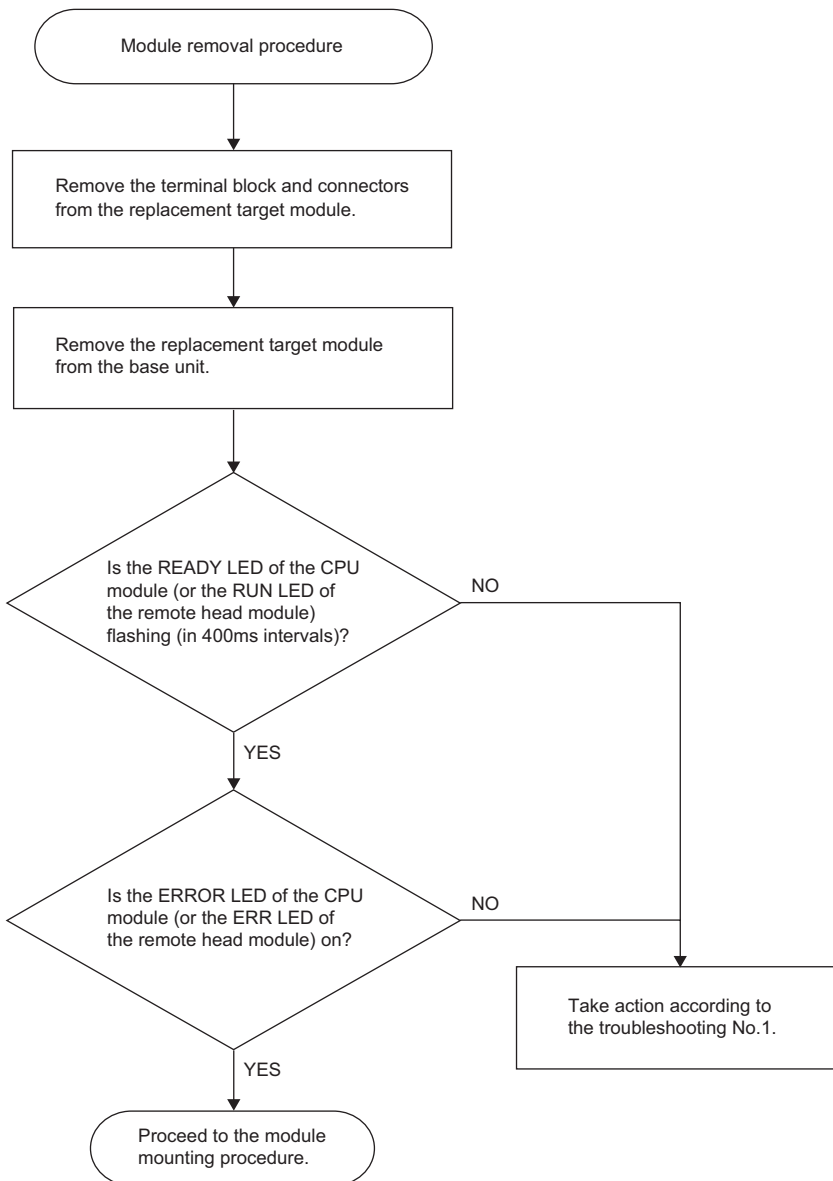 Module removal procedure
Remove the terminal block and connectors
from the replacement target module.
Remove the replacement target module
from the base unit.
Is the READY LED of the CPU
module (or the RUN LED of
the remote head module)
flashing (in 400ms intervals)?
NO
YES
Is the ERROR LED of the CPU
module (or the ERR LED of
the remote head module) on?
NO
Take action according to
the troubleshooting No.1.
YES
Proceed to the module
mounting procedure.